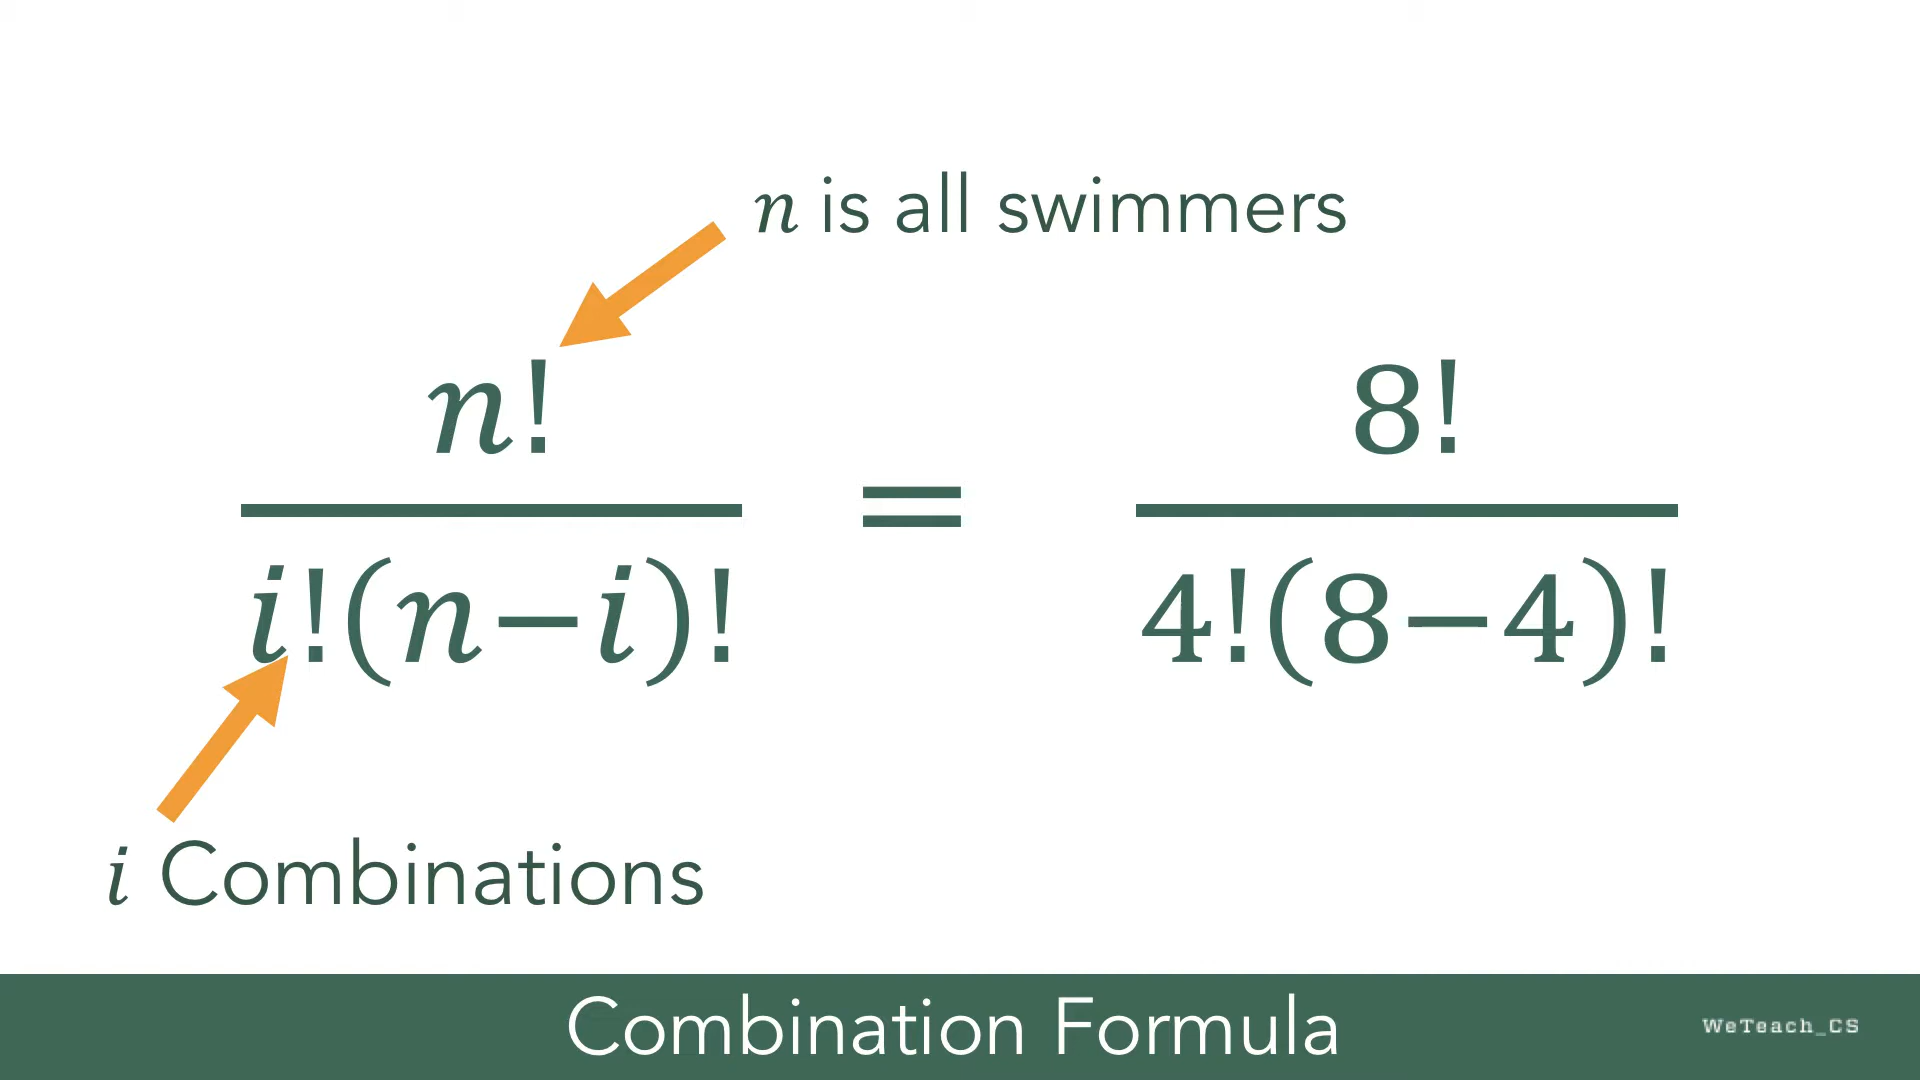 n is all swimmers
n! / i!(n−i)! = 8! / 4!(8−4)!
i Combinations
Combination Formula
WeTeach_CS